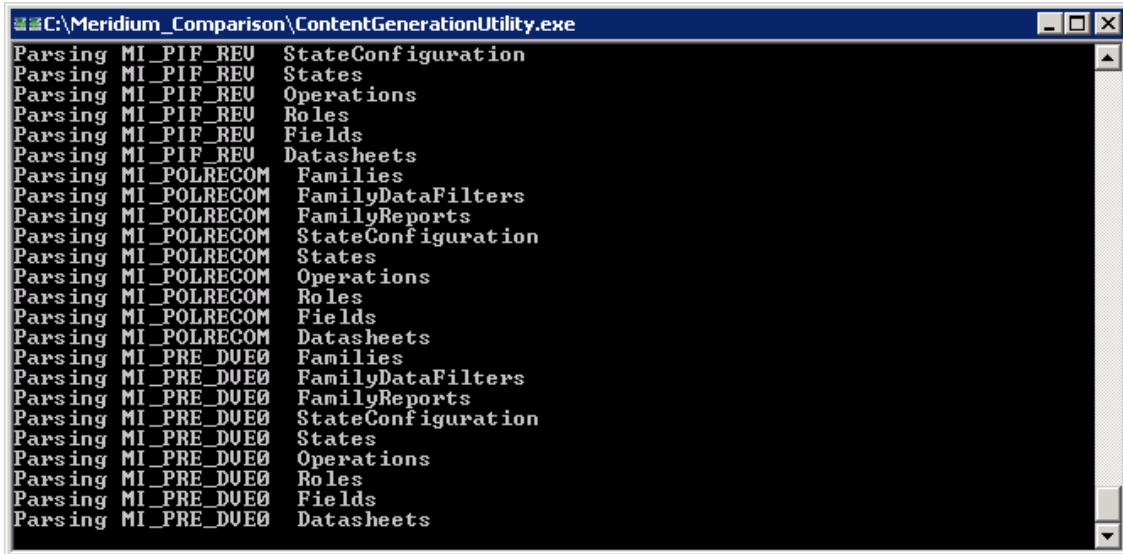 C:\Meridium_Comparison\ContentGenerationUtility.exe
Parsing MI_PIF_REV  StateConfiguration
Parsing MI_PIF_REV  States
Parsing MI_PIF_REV  Operations
Parsing MI_PIF_REV  Roles
Parsing MI_PIF_REV  Fields
Parsing MI_PIF_REV  Datasheets
Parsing MI_POLRECOM  Families
Parsing MI_POLRECOM  FamilyDataFilters
Parsing MI_POLRECOM  FamilyReports
Parsing MI_POLRECOM  StateConfiguration
Parsing MI_POLRECOM  States
Parsing MI_POLRECOM  Operations
Parsing MI_POLRECOM  Roles
Parsing MI_POLRECOM  Fields
Parsing MI_POLRECOM  Datasheets
Parsing MI_PRE_DVE0  Families
Parsing MI_PRE_DVE0  FamilyDataFilters
Parsing MI_PRE_DVE0  FamilyReports
Parsing MI_PRE_DVE0  StateConfiguration
Parsing MI_PRE_DVE0  States
Parsing MI_PRE_DVE0  Operations
Parsing MI_PRE_DVE0  Roles
Parsing MI_PRE_DVE0  Fields
Parsing MI_PRE_DVE0  Datasheets